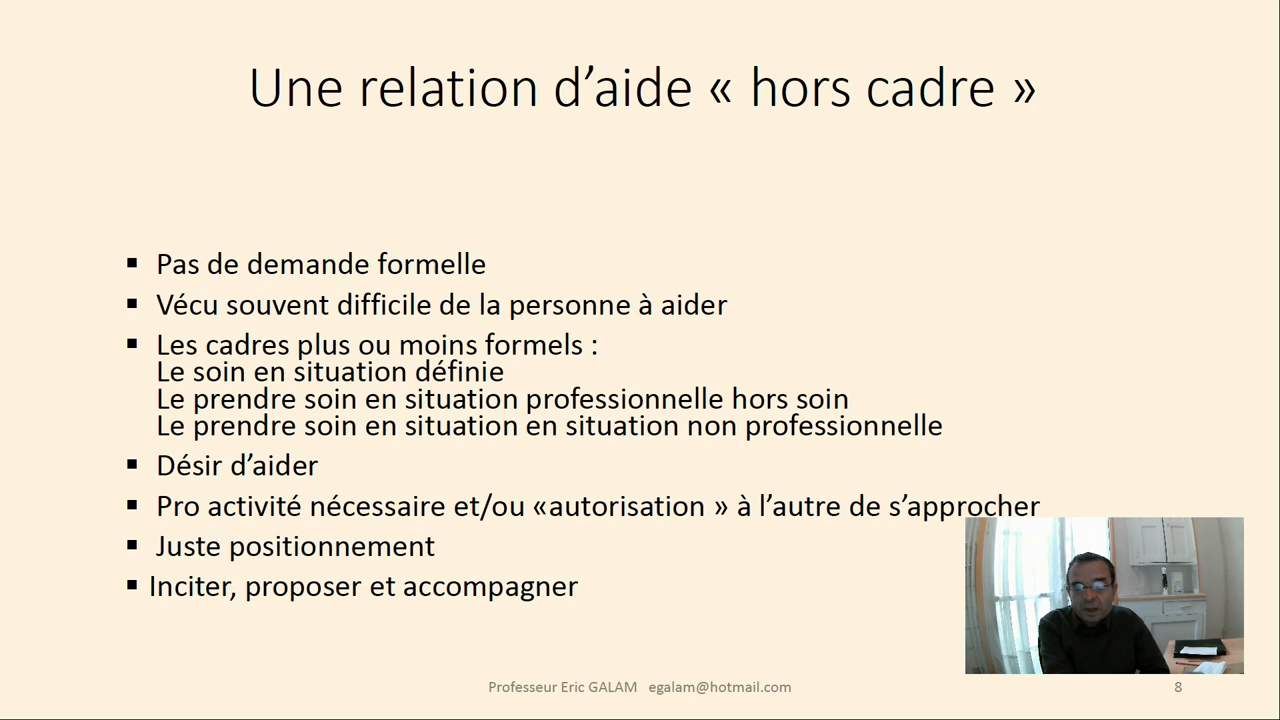 Une relation d’aide « hors cadre »
▪ Pas de demande formelle
▪ Vécu souvent difficile de la personne à aider
▪ Les cadres plus ou moins formels :
Le soin en situation définie
Le prendre soin en situation professionnelle hors soin
Le prendre soin en situation en situation non professionnelle
▪ Désir d’aider
▪ Pro activité nécessaire et/ou «autorisation » à l’autre de s’approcher
▪ Juste positionnement
▪ Inciter, proposer et accompagner
Professeur Eric GALAM egalam@hotmail.com
8